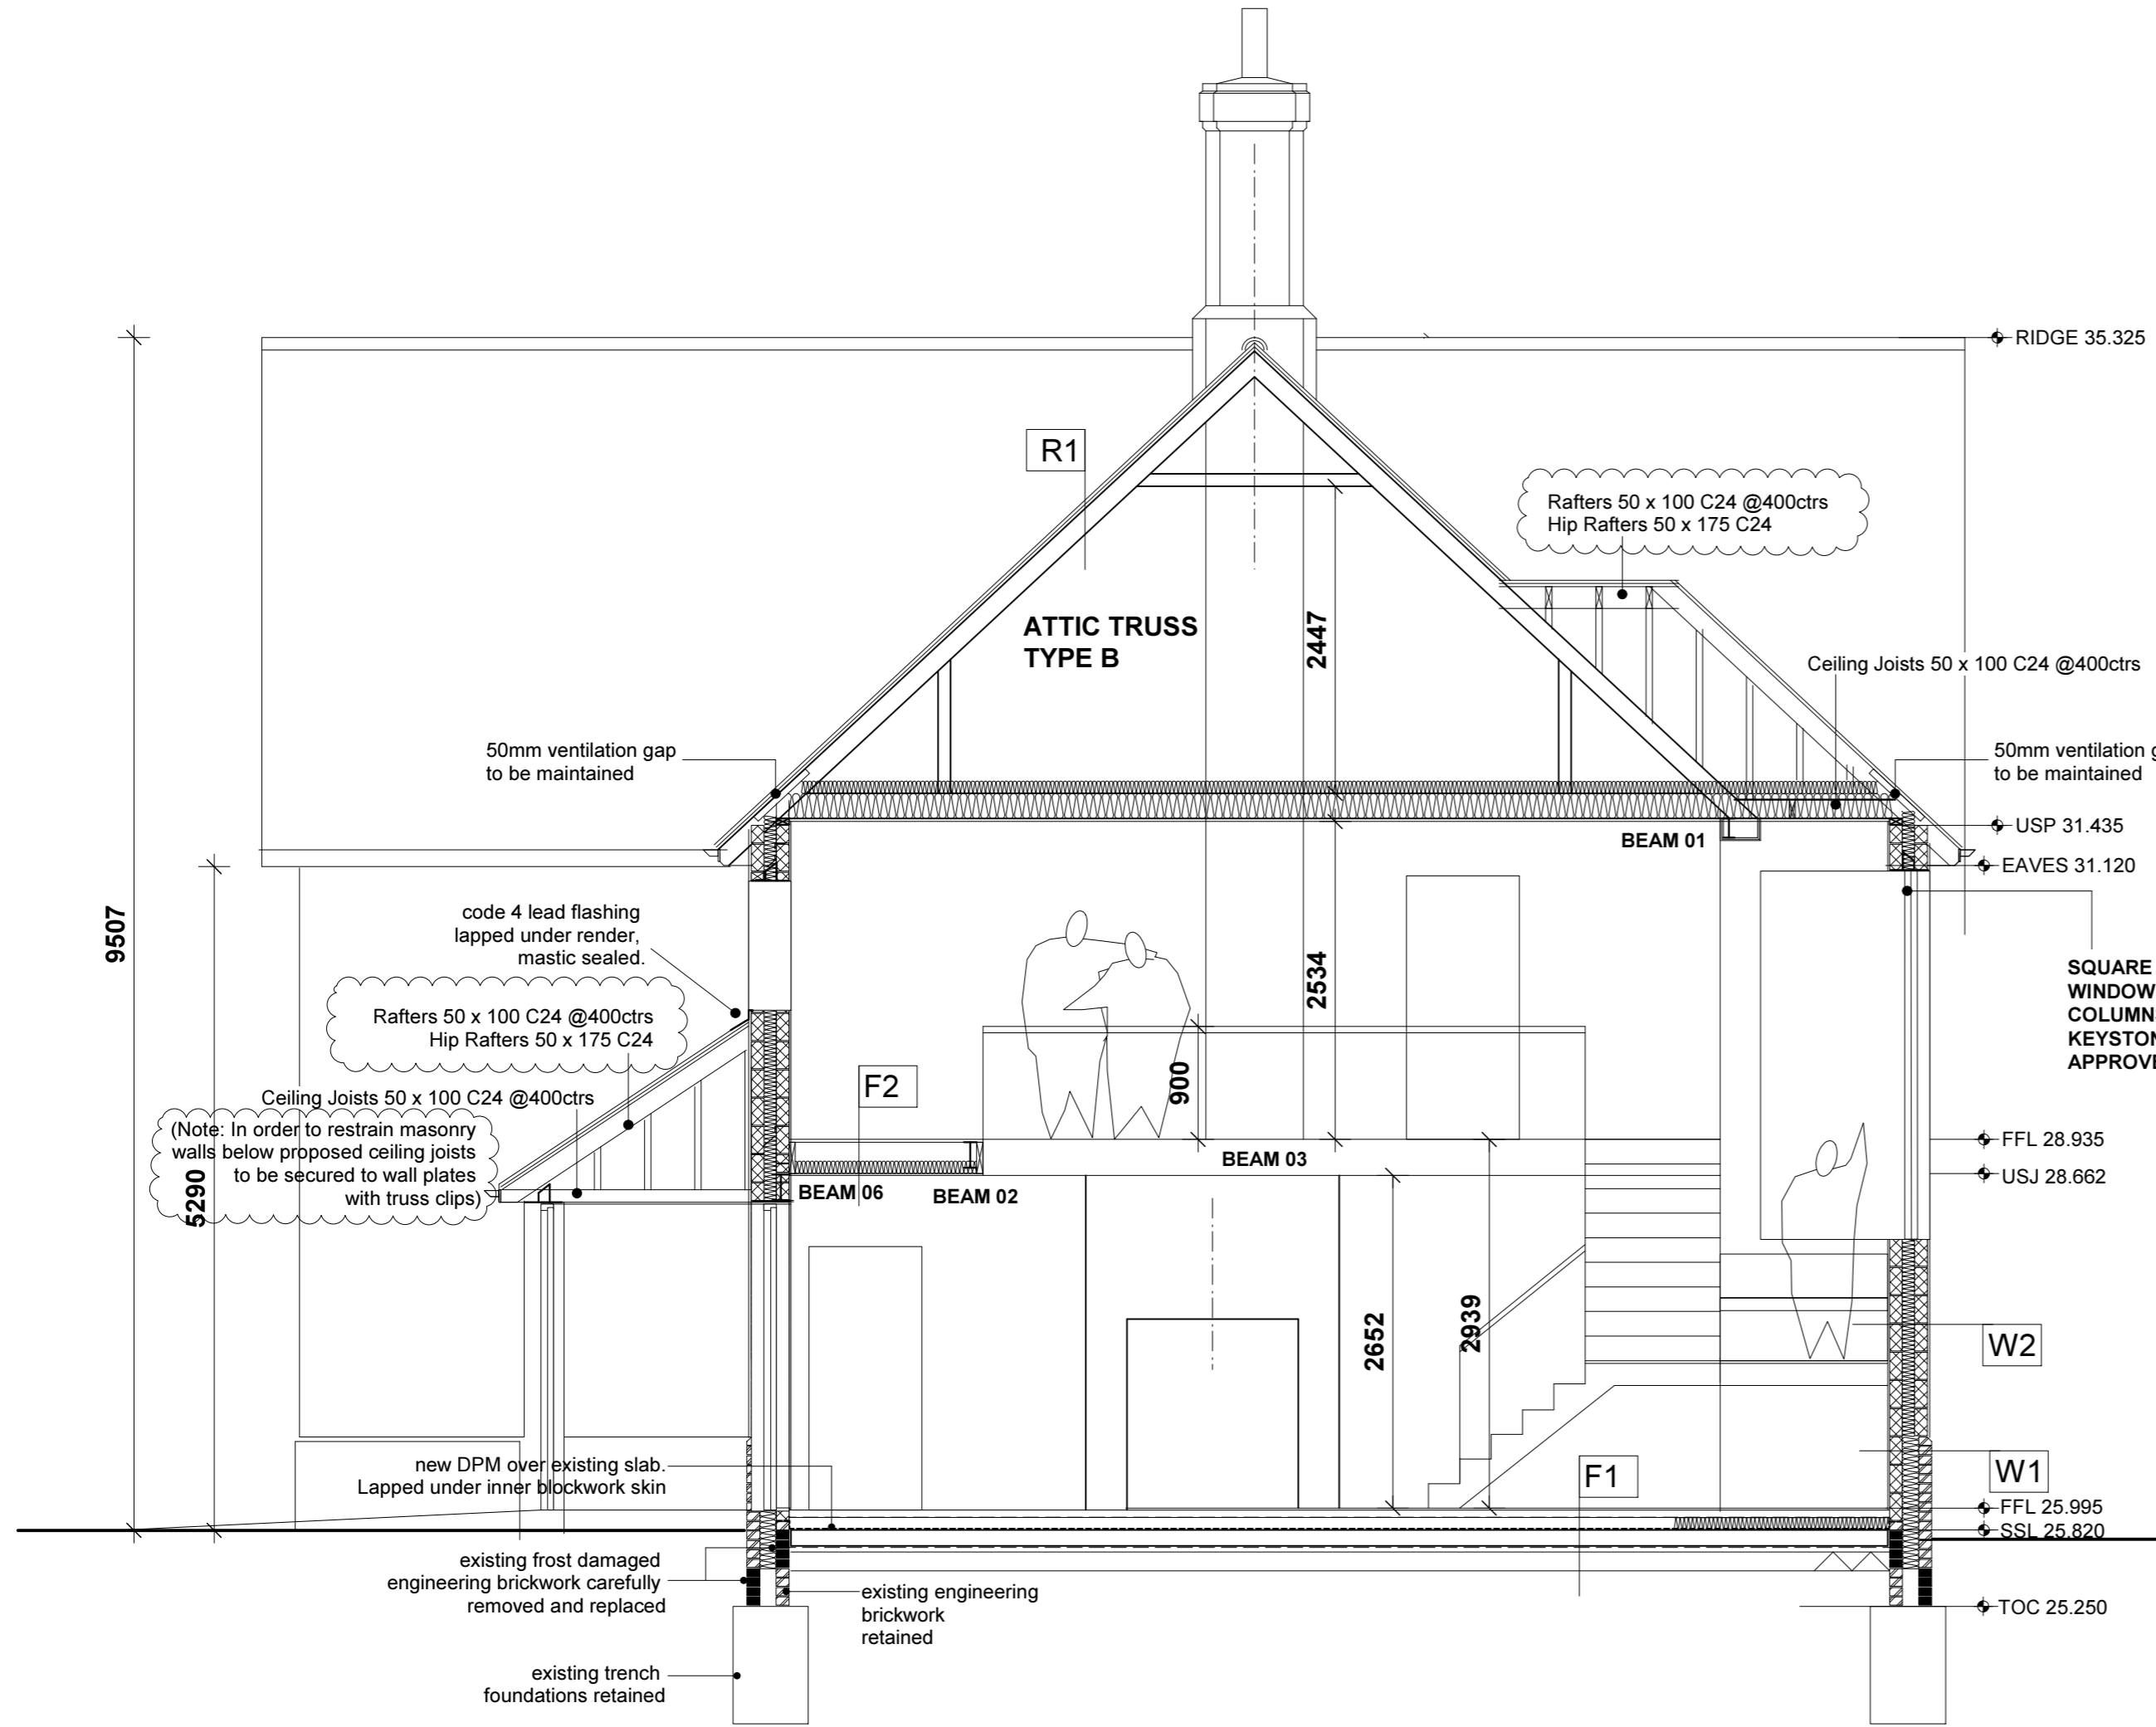 RIDGE 35.325
R1
Rafters 50 x 100 C24 @400ctrs
Hip Rafters 50 x 175 C24
ATTIC TRUSS
TYPE B
2447
Ceiling Joists 50 x 100 C24 @400ctrs
50mm ventilation gap
to be maintained
50mm ventilation g
to be maintained
USP 31.435
BEAM 01
EAVES 31.120
9507
code 4 lead flashing
lapped under render,
mastic sealed.
2534
SQUARE
WINDOW
COLUMN
KEYSTON
APPROVE
Rafters 50 x 100 C24 @400ctrs
Hip Rafters 50 x 175 C24
900
F2
Ceiling Joists 50 x 100 C24 @400ctrs
(Note: In order to restrain masonry
walls below proposed ceiling joists
to be secured to wall plates
with truss clips)
5290
FFL 28.935
BEAM 03
USJ 28.662
BEAM 06
BEAM 02
2652
2939
W2
new DPM over existing slab.
Lapped under inner blockwork skin
F1
W1
FFL 25.995
SSL 25.820
existing frost damaged
engineering brickwork carefully
removed and replaced
existing engineering
brickwork
retained
TOC 25.250
existing trench
foundations retained